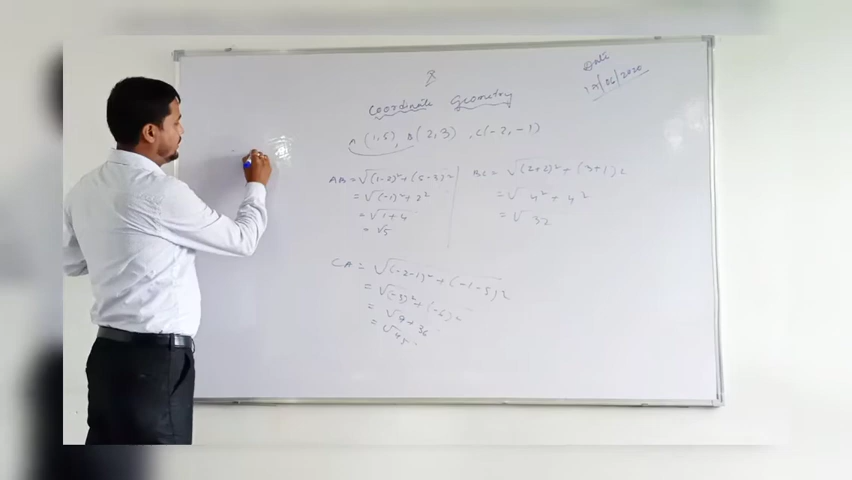 Date
8
19/06/2020
Coordinate Geometry
A (1,5), B(2,3), C(-2,-1)
AB = √(1-2)² + (5-3)²
= √(-1)² + 2²
= √1+4
= √5
BC = √(2+2)² + (3+1)²
= √4² + 4²
= √32
CA = √(-2-1)² + (-1-5)²
= √(-3)² + (-6)²
= √9+36
= √45